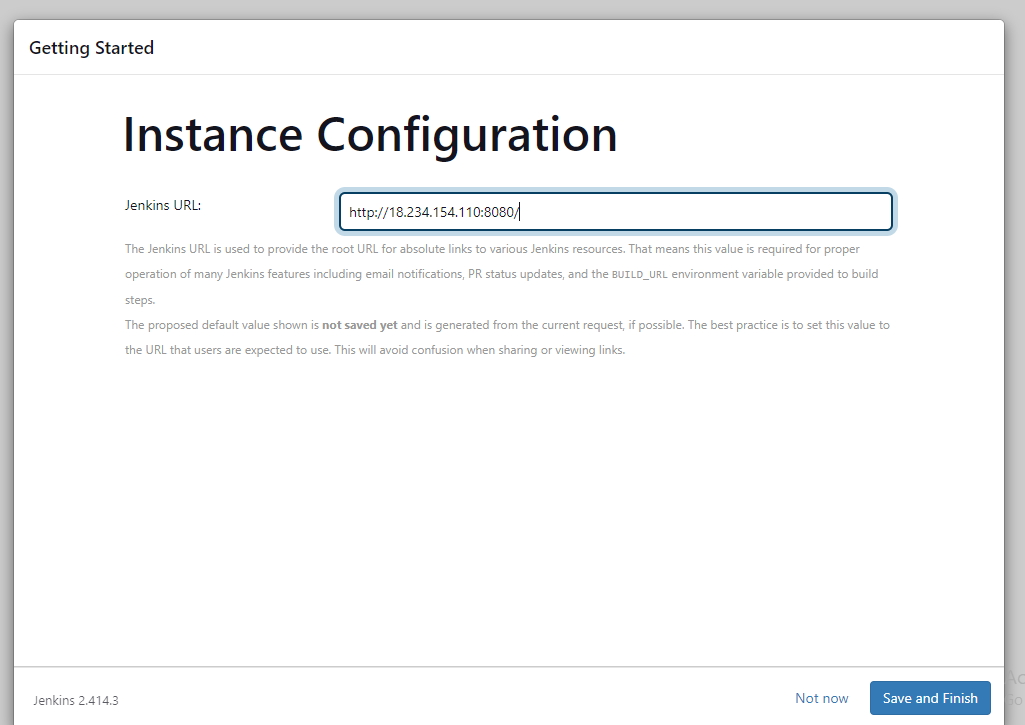 Getting Started
Instance Configuration
Jenkins URL:
http://18.234.154.110:8080/
The Jenkins URL is used to provide the root URL for absolute links to various Jenkins resources. That means this value is required for proper
operation of many Jenkins features including email notifications, PR status updates, and the BUILD_URL environment variable provided to build
steps.
The proposed default value shown is not saved yet and is generated from the current request, if possible. The best practice is to set this value to
the URL that users are expected to use. This will avoid confusion when sharing or viewing links.
Jenkins 2.414.3
Not now
Save and Finish